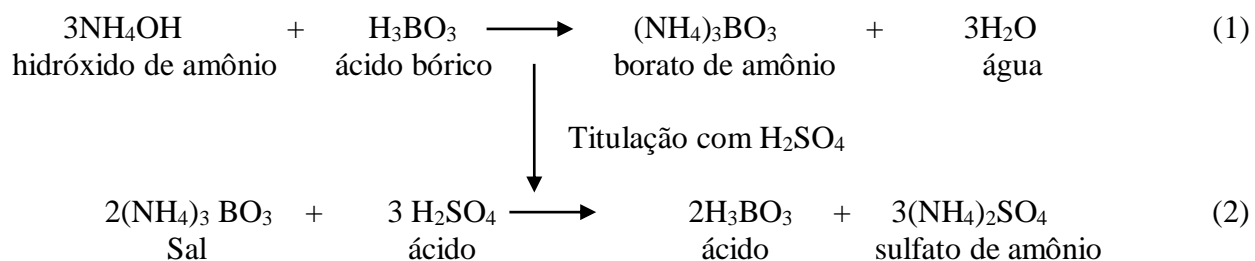 3NH₄OH + H₃BO₃ ⟶ (NH₄)₃BO₃ + 3H₂O (1)
hidróxido de amônio ácido bórico borato de amônio água
Titulação com H₂SO₄
2(NH₄)₃ BO₃ + 3 H₂SO₄ ⟶ 2H₃BO₃ + 3(NH₄)₂SO₄ (2)
Sal ácido ácido sulfato de amônio